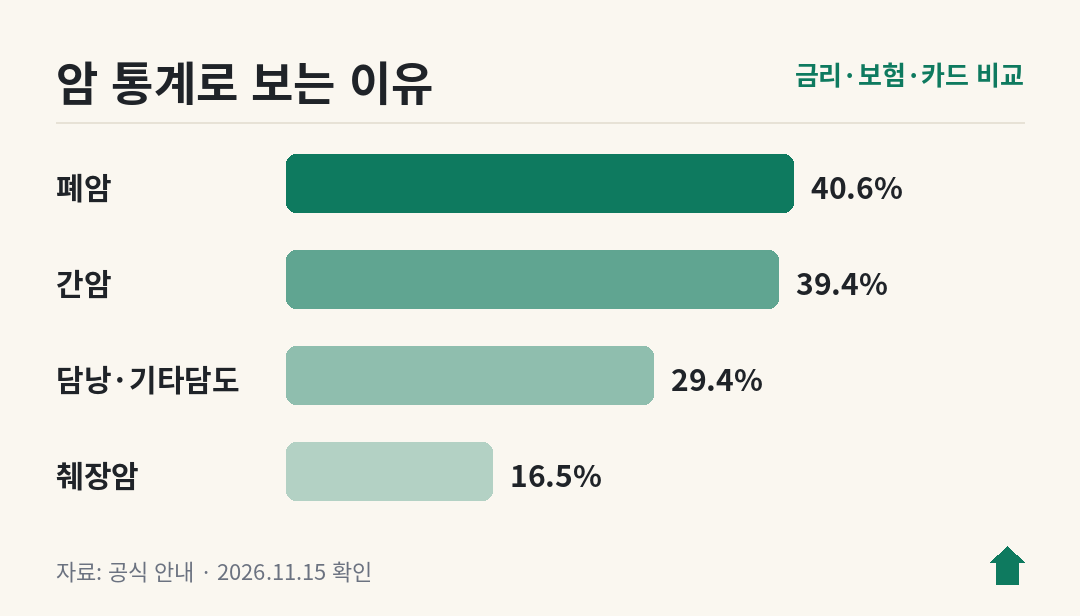 암 통계로 보는 이유
금리·보험·카드 비교
폐암 40.6%
간암 39.4%
담낭·기타담도 29.4%
췌장암 16.5%
자료: 공식 안내 · 2026.11.15 확인